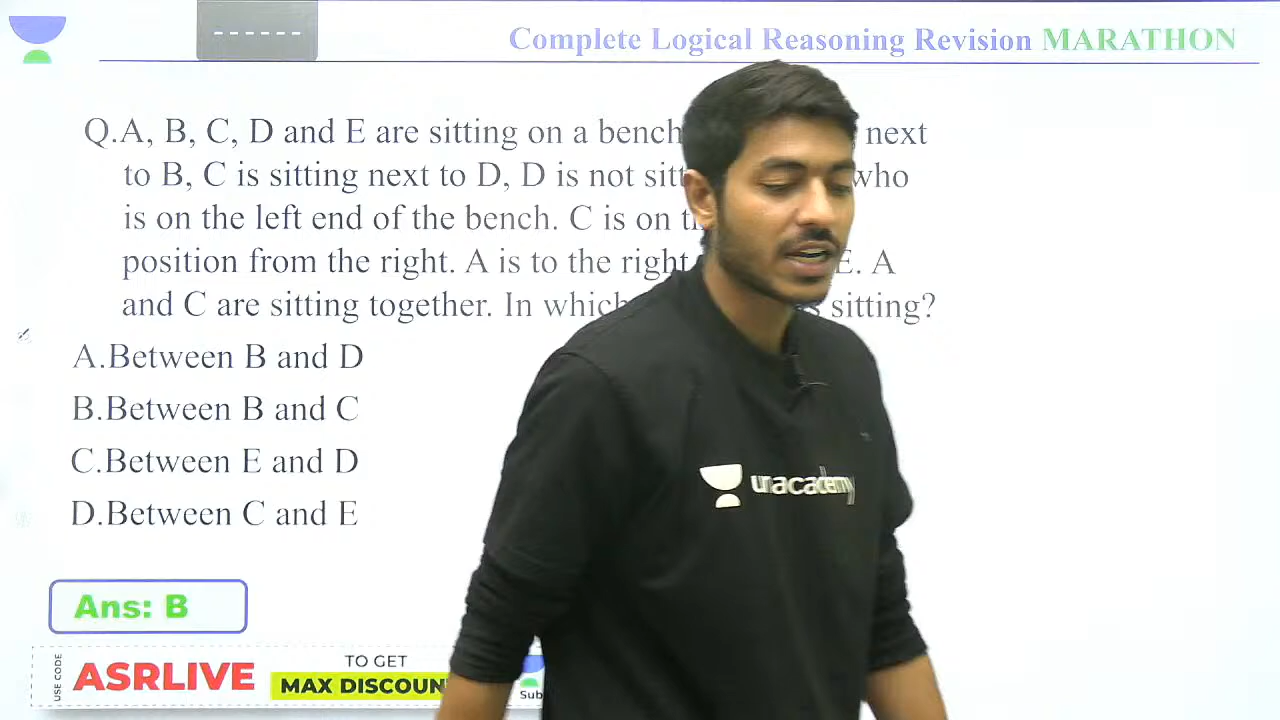 Complete Logical Reasoning Revision MARATHON
Q.A, B, C, D and E are sitting on a bench next
to B, C is sitting next to D, D is not who
is on the left end of the bench. C is on
position from the right. A is to the right E. A
and C are sitting together. In which sitting?
A.Between B and D
B.Between B and C
C.Between E and D
D.Between C and E
unacademy
Ans: B
USE CODE
ASRLIVE
TO GET
MAX DISCOUN
Sub